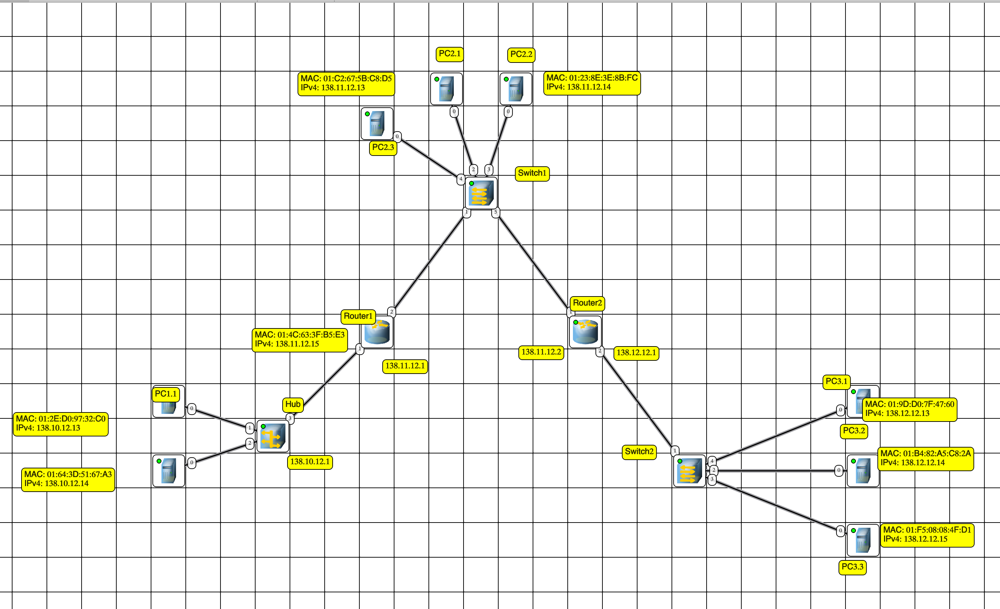 PC2.1
PC2.2
MAC: 01:C2:67:5B:C8:D5
IPv4: 138.11.12.13
MAC: 01:23:8E:3E:8B:FC
IPv4: 138.11.12.14
0
0
0
PC2.3
2
3
4
Switch1
1
5
Router2
2
1
Router1
MAC: 01:4C:63:3F:B5:E3
IPv4: 138.11.12.15
1
138.11.12.2
2
138.12.12.1
138.11.12.1
PC3.1
PC1.1
Hub
0
0
MAC: 01:9D:D0:7F:47:60
IPv4: 138.12.12.13
3
MAC: 01:2E:D0:97:32:C0
IPv4: 138.10.12.13
1
PC3.2
2
Switch2
1
MAC: 01:B4:82:A5:C8:2A
IPv4: 138.12.12.14
0
138.10.12.1
4
2
0
3
MAC: 01:64:3D:51:67:A3
IPv4: 138.10.12.14
0
MAC: 01:F5:08:08:4F:D1
IPv4: 138.12.12.15
PC3.3